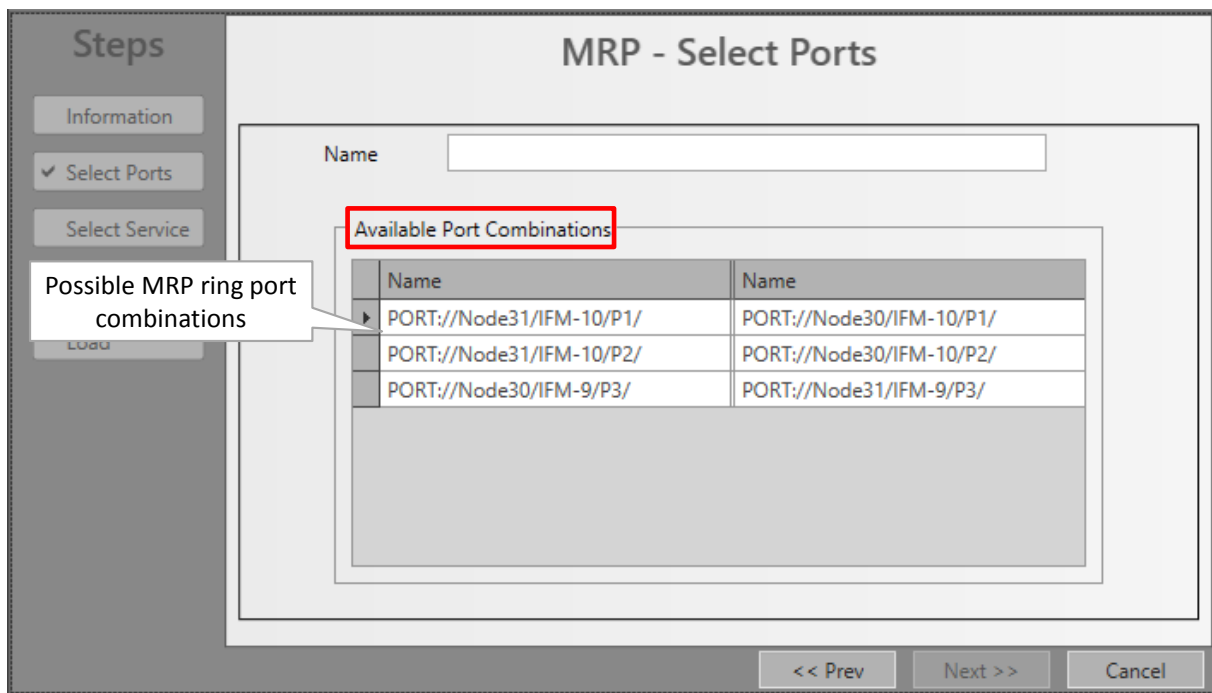 Steps
MRP - Select Ports
Information
✔ Select Ports
Select Service
Load
Possible MRP ring port
combinations
Name
Available Port Combinations
Name Name
PORT://Node31/IFM-10/P1/ PORT://Node30/IFM-10/P1/
PORT://Node31/IFM-10/P2/ PORT://Node30/IFM-10/P2/
PORT://Node30/IFM-9/P3/ PORT://Node31/IFM-9/P3/
<< Prev Next >> Cancel